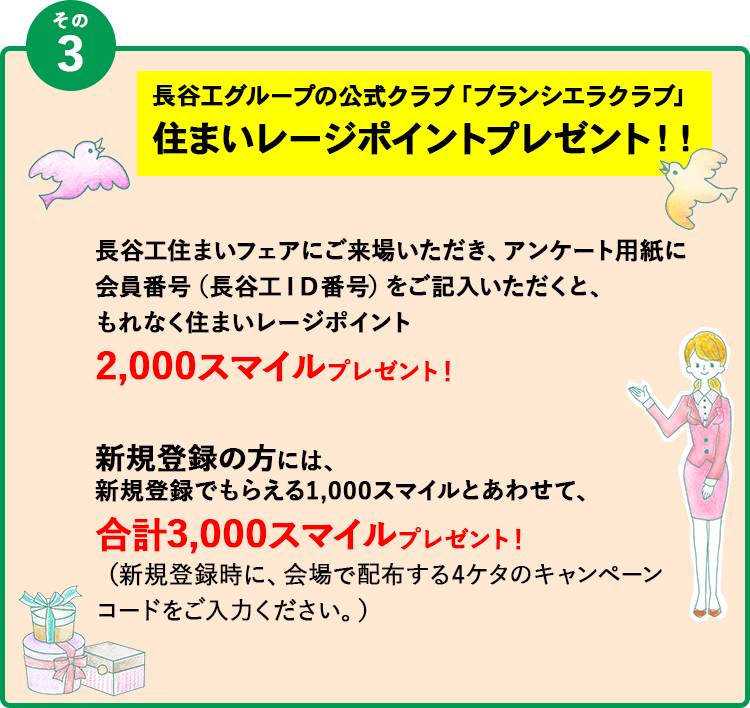 その
3
長谷工グループの公式クラブ「ブランシエラクラブ」
住まいレージポイントプレゼント！！
長谷工住まいフェアにご来場いただき、アンケート用紙に
会員番号（長谷工ＩＤ番号）をご記入いただくと、
もれなく住まいレージポイント
2,000スマイルプレゼント！
新規登録の方には、
新規登録でもらえる1,000スマイルとあわせて、
合計3,000スマイルプレゼント！
（新規登録時に、会場で配布する4ケタのキャンペーン
コードをご入力ください。）